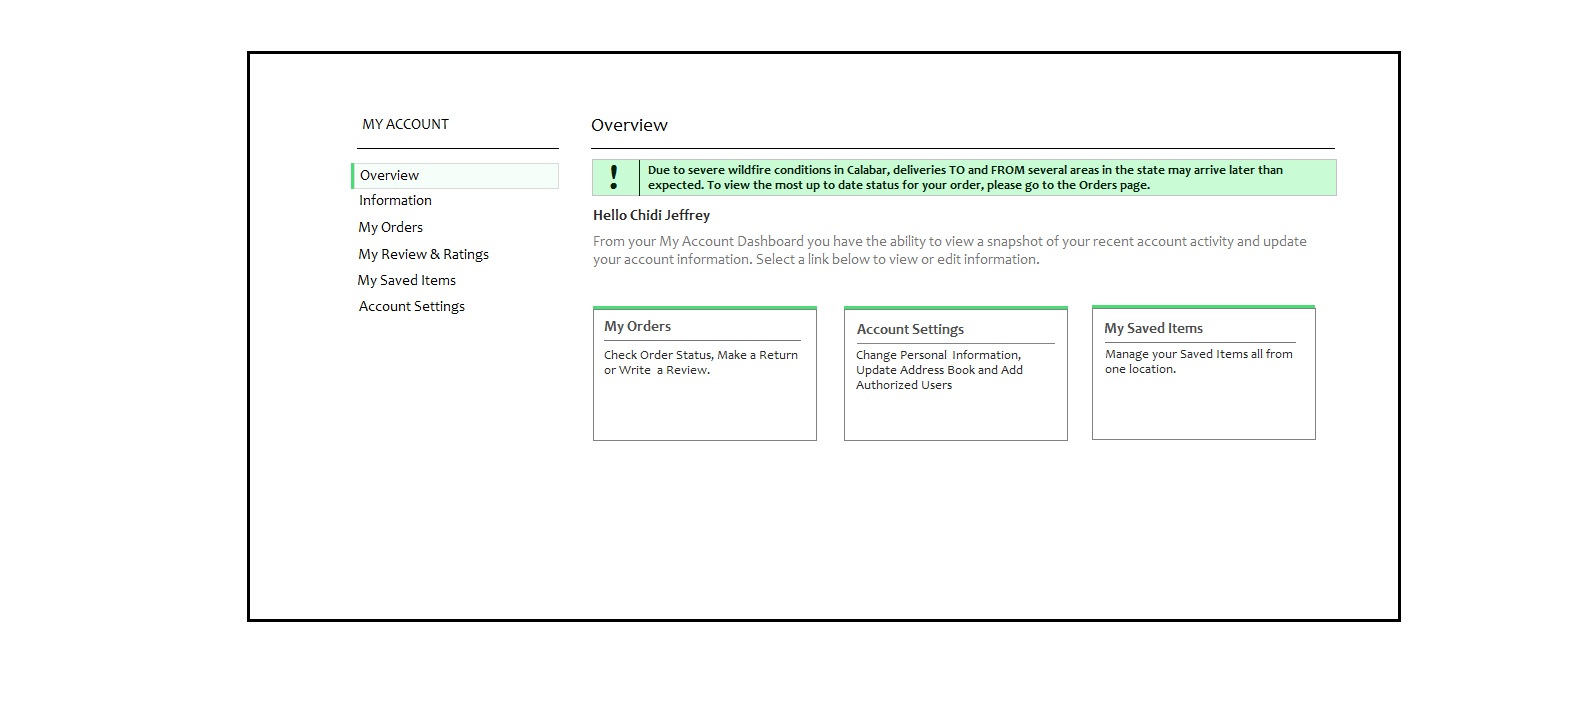 MY ACCOUNT
Overview
Information
My Orders
My Review & Ratings
My Saved Items
Account Settings
Overview
! Due to severe wildfire conditions in Calabar, deliveries TO and FROM several areas in the state may arrive later than
expected. To view the most up to date status for your order, please go to the Orders page.
Hello Chidi Jeffrey
From your My Account Dashboard you have the ability to view a snapshot of your recent account activity and update
your account information. Select a link below to view or edit information.
My Orders
Check Order Status, Make a Return
or Write a Review.
Account Settings
Change Personal Information,
Update Address Book and Add
Authorized Users
My Saved Items
Manage your Saved Items all from
one location.